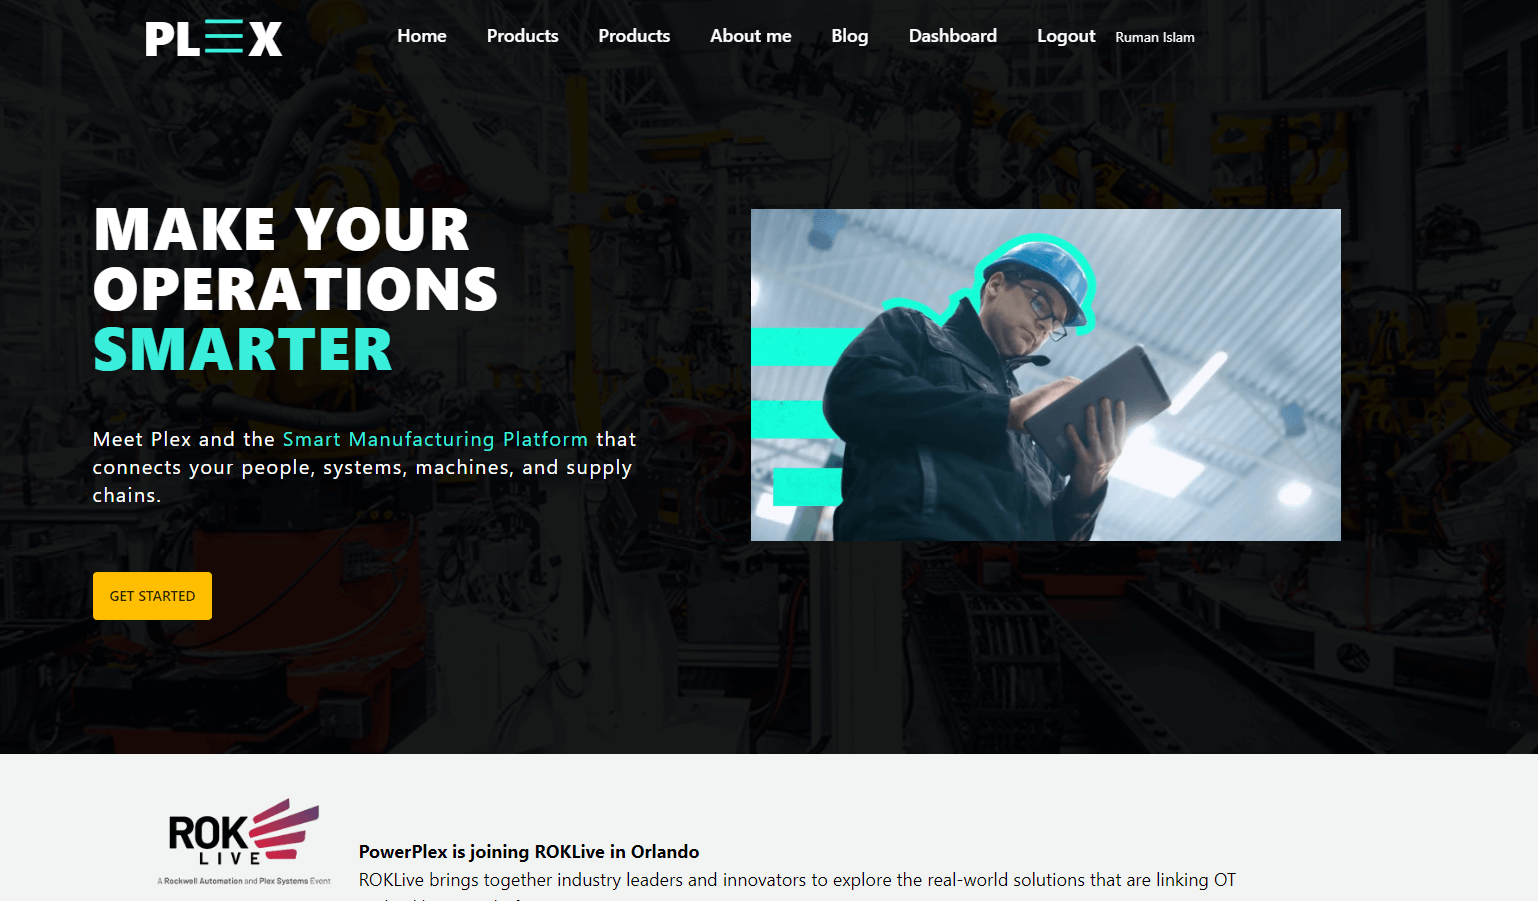 PLEX
Home Products Products About me Blog Dashboard Logout Ruman Islam
MAKE YOUR
OPERATIONS
SMARTER
Meet Plex and the Smart Manufacturing Platform that
connects your people, systems, machines, and supply
chains.
GET STARTED
ROK
LIVE
A Rockwell Automation and Plex Systems Event
PowerPlex is joining ROKLive in Orlando
ROKLive brings together industry leaders and innovators to explore the real-world solutions that are linking OT